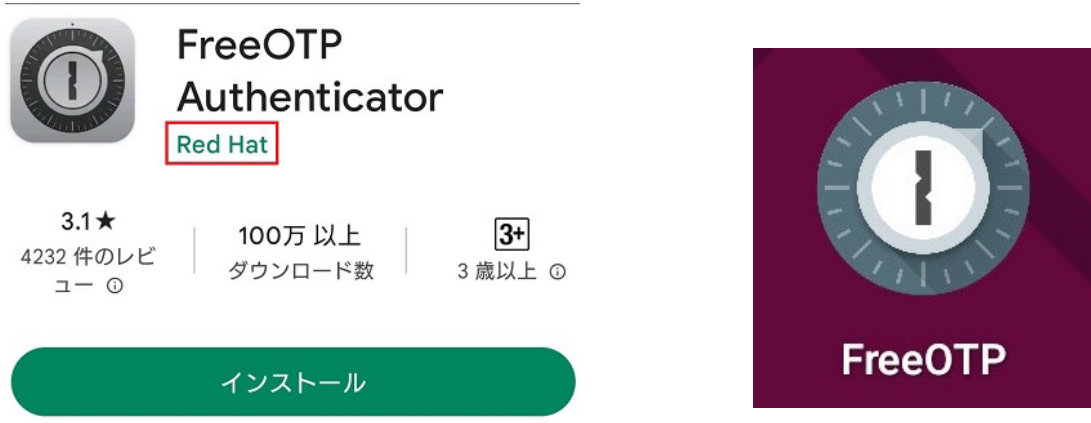 FreeOTP
Authenticator
Red Hat
3.1★
4232 件のレビ
ュー ⓘ
100万 以上
ダウンロード数
3+
3 歳以上 ⓘ
インストール
FreeOTP